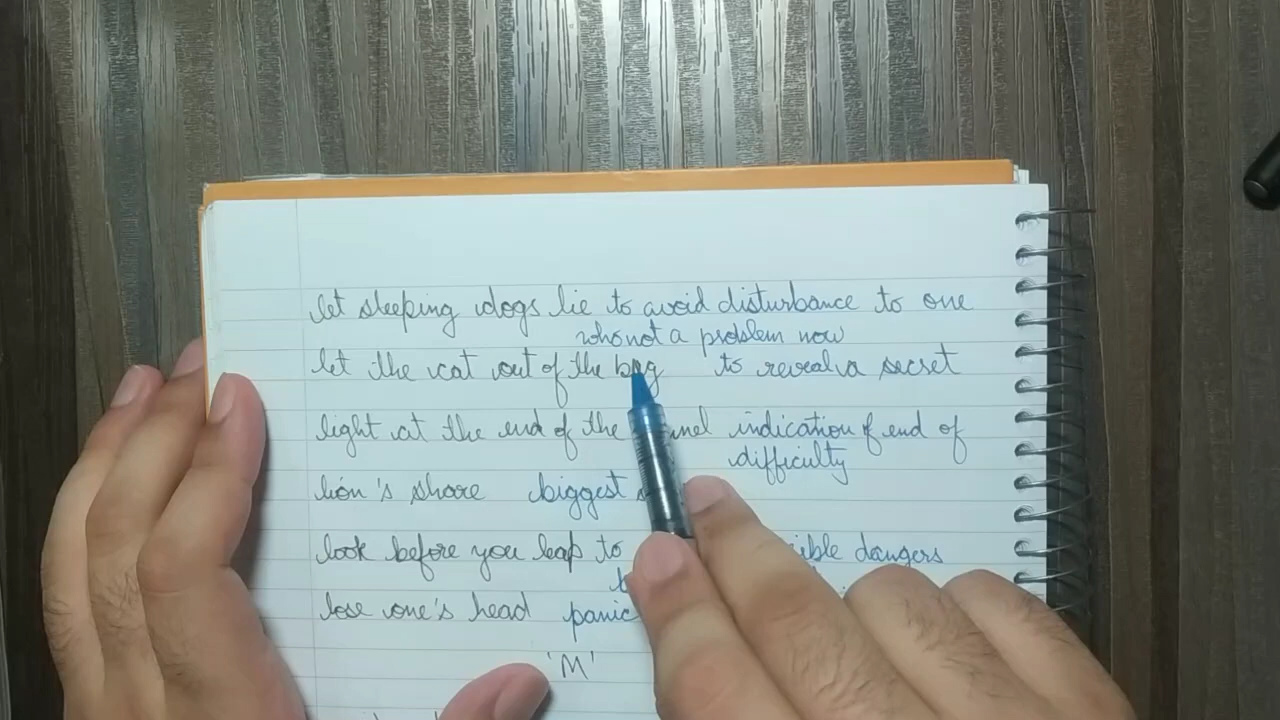 let sleeping dogs lie to avoid disturbance to one
who not a problem now
let the cat out of the bag to reveal a secret
light at the end of the indication of end of
difficulty
lion's share biggest
look before you leap to dangers
lose one's head panic
'M'